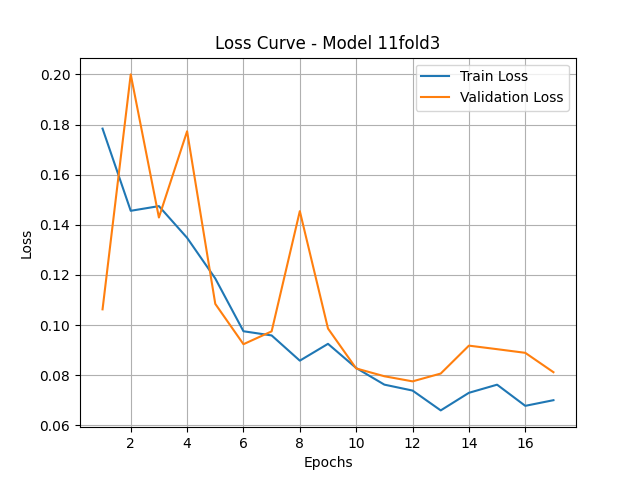 Loss Curve - Model 11fold3
Train Loss
Validation Loss
0.20
0.18
0.16
0.14
0.12
0.10
0.08
0.06
Loss
2 4 6 8 10 12 14 16
Epochs